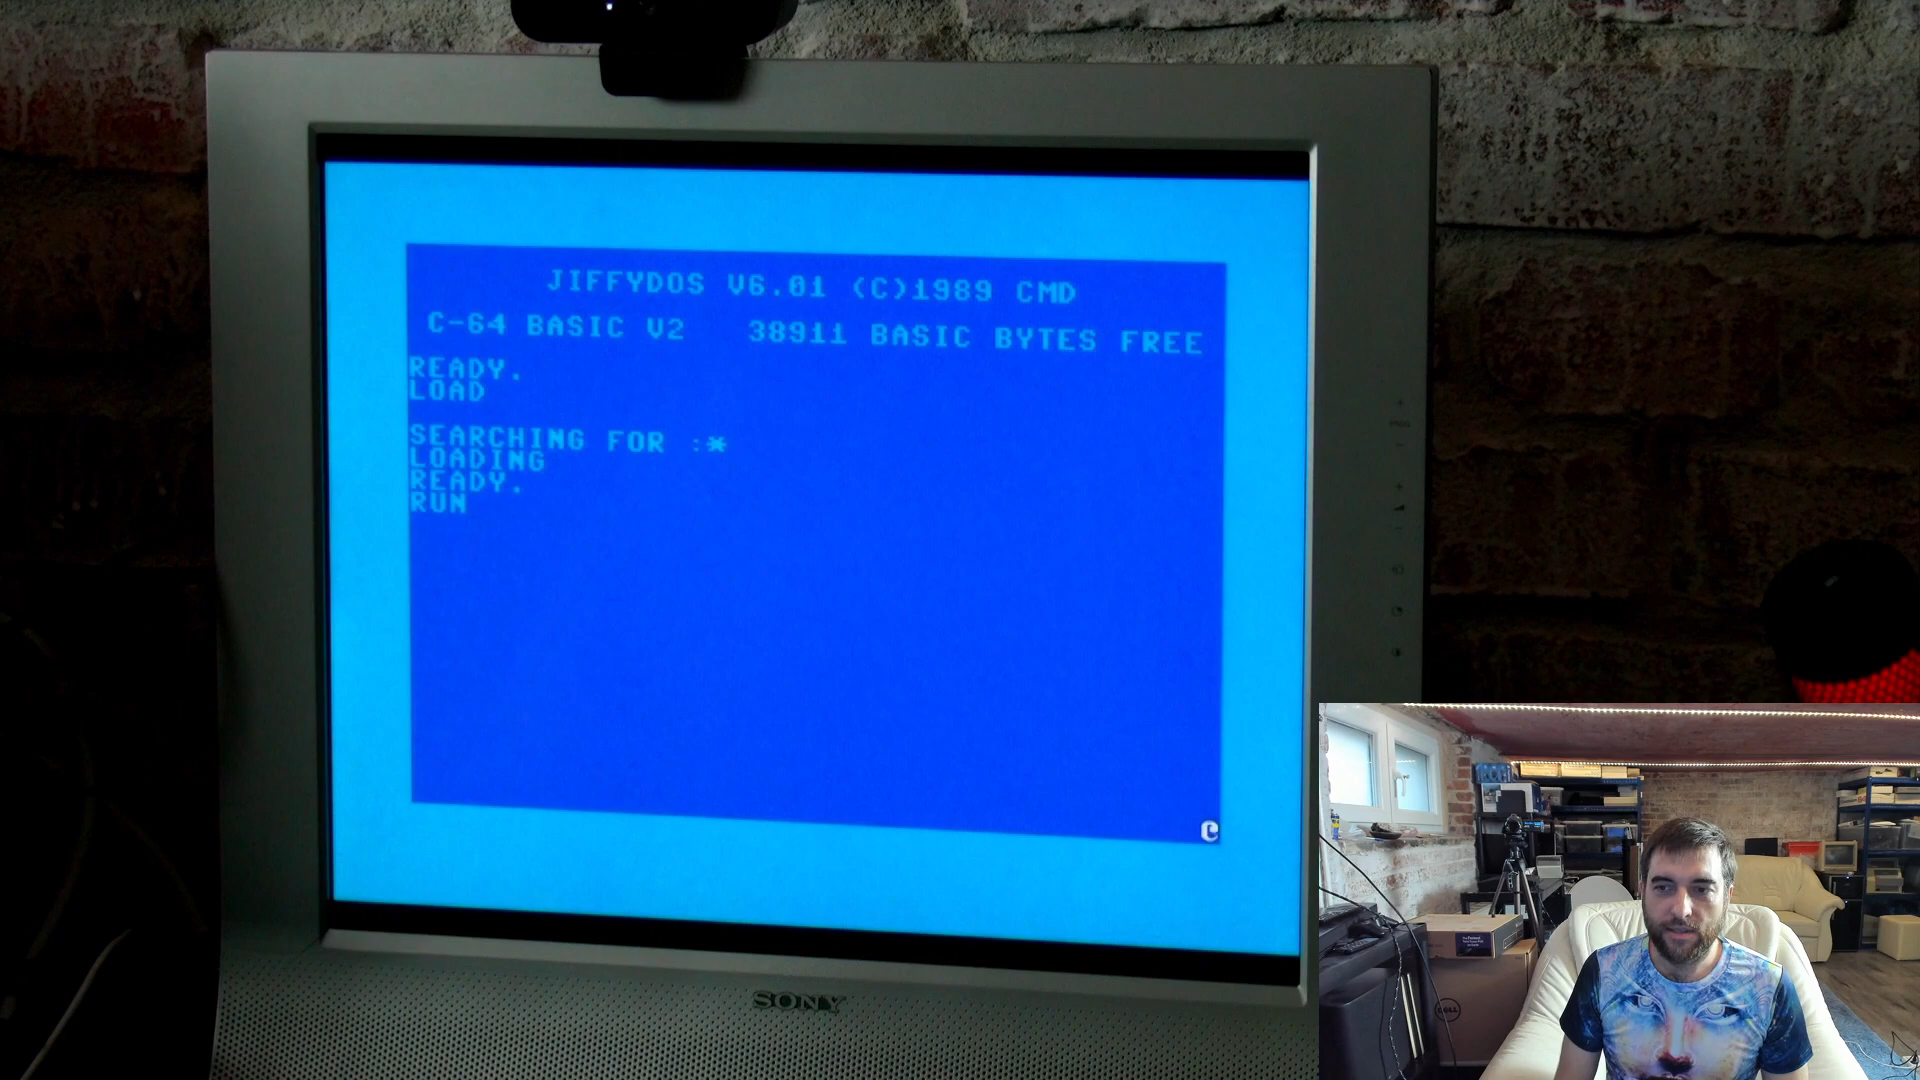 JIFFYDOS V6.01 (C)1989 CMD
C-64 BASIC V2   38911 BASIC BYTES FREE
READY.
LOAD
SEARCHING FOR :*
LOADING
READY.
RUN
C
SONY
DELL